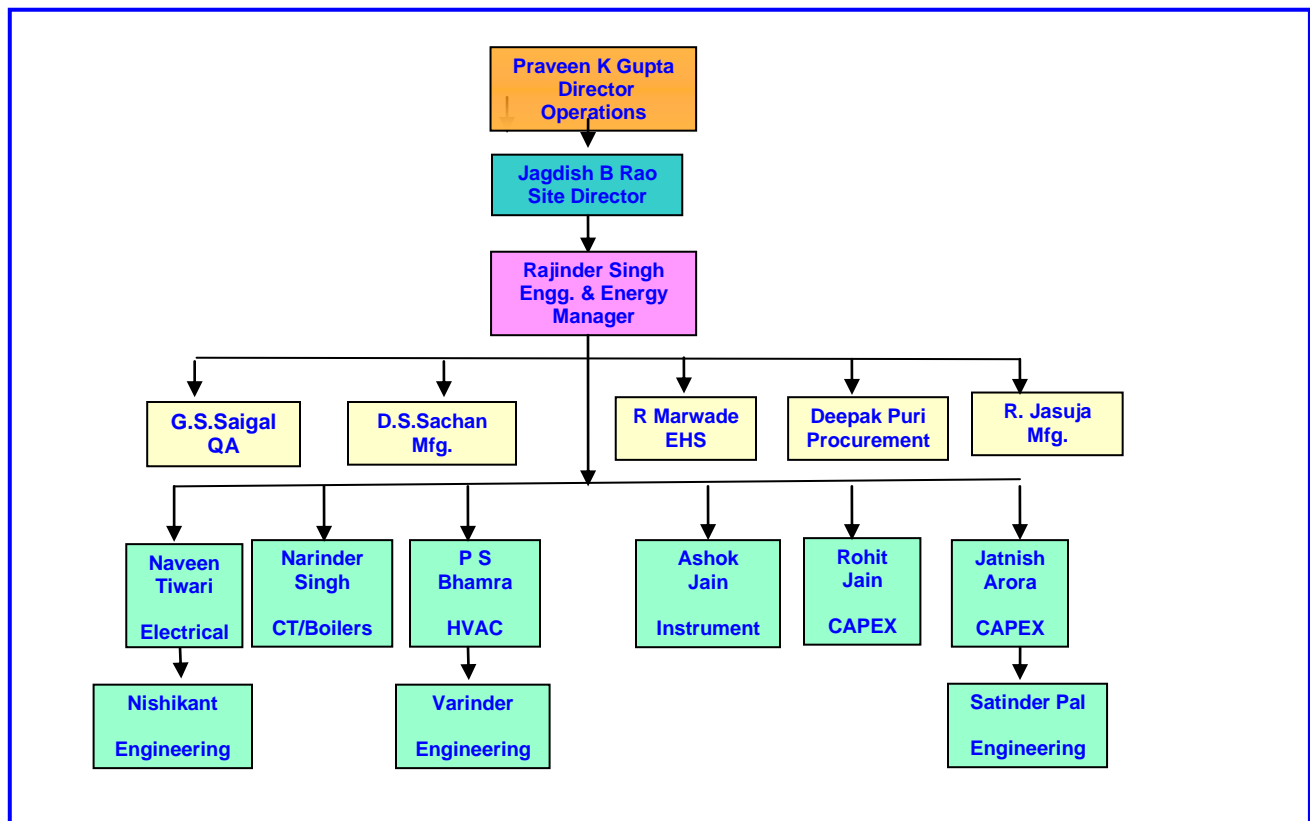 Praveen K Gupta
Director
Operations
Jagdish B Rao
Site Director
Rajinder Singh
Engg. & Energy
Manager
G.S.Saigal
QA
D.S.Sachan
Mfg.
R Marwade
EHS
Deepak Puri
Procurement
R. Jasuja
Mfg.
Naveen
Tiwari
Electrical
Narinder
Singh
CT/Boilers
P S
Bhamra
HVAC
Ashok
Jain
Instrument
Rohit
Jain
CAPEX
Jatnish
Arora
CAPEX
Nishikant
Engineering
Varinder
Engineering
Satinder Pal
Engineering